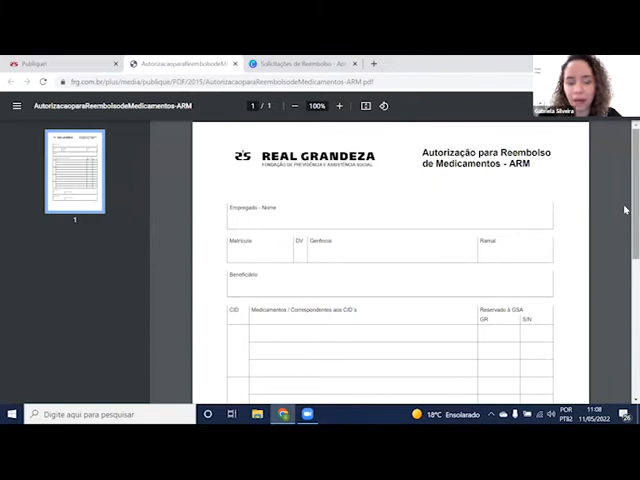 Publique!
AutorizacaoparaReembolsodeMedi
Solicitações de Reembolso - Ap
frg.com.br/plus/media/publique/PDF/2015/AutorizacaoparaReembolsodeMedicamentos-ARM.pdf
Gabriela Silveira
AutorizacaoparaReembolsodeMedicamentos-ARM
1 / 1
100%
1
REAL GRANDEZA
FUNDAÇÃO DE PREVIDÊNCIA E ASSISTÊNCIA SOCIAL
Autorização para Reembolso
de Medicamentos - ARM
Empregado - Nome
Matrícula
DV
Gerência
Ramal
Beneficiário
CID
Medicamentos / Correspondentes aos CID´s
Reservado à GSA
GR
S/N
Digite aqui para pesquisar
18°C Ensolarado
POR
PTB2
11:08
11/05/2022
26